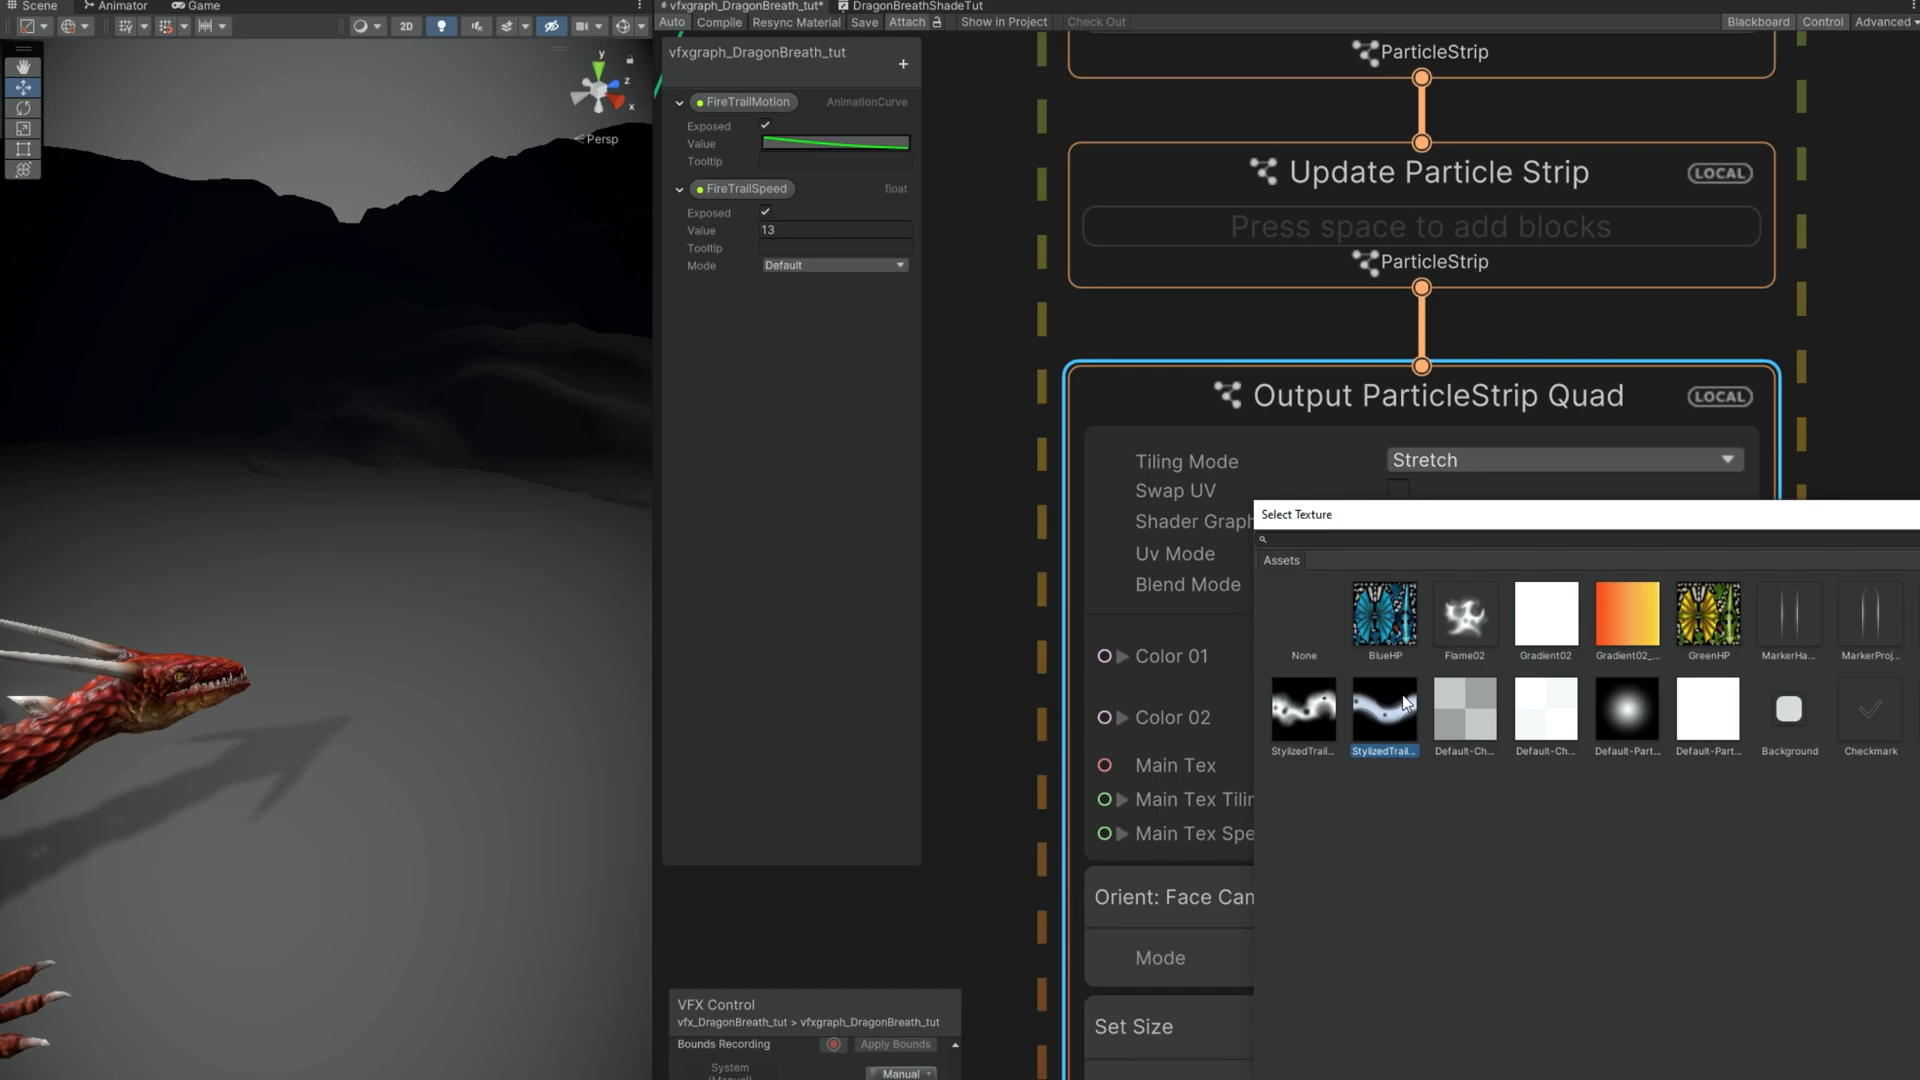 Scene Animator Game
2D
y
z
x
Persp
vfxgraph_DragonBreath_tut* DragonBreathShadeTut
Auto Compile Resync Material Save Attach Show in Project Check Out Blackboard Control Advanced
vfxgraph_DragonBreath_tut
+
FireTrailMotion AnimationCurve
Exposed
Value
Tooltip
FireTrailSpeed float
Exposed
Value 13
Tooltip
Mode Default
VFX Control
vfx_DragonBreath_tut > vfxgraph_DragonBreath_tut
Bounds Recording Apply Bounds
System
(Manual)
Manual
ParticleStrip
Update Particle Strip LOCAL
Press space to add blocks
ParticleStrip
Output ParticleStrip Quad LOCAL
Tiling Mode Stretch
Swap UV
Shader Grap
Uv Mode
Blend Mode
Color 01
Color 02
Main Tex
Main Tex Tilin
Main Tex Spe
Orient: Face Cam
Mode
Set Size
Select Texture
Assets
None BlueHP Flame02 Gradient02 Gradient02_... GreenHP MarkerHa... MarkerProj...
StylizedTrail... StylizedTrail... Default-Ch... Default-Ch... Default-Part... Default-Part... Background Checkmark